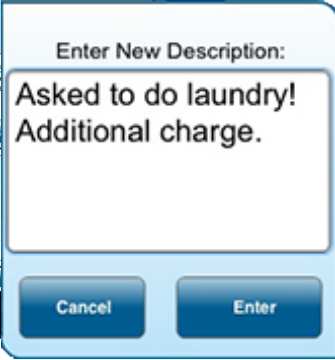 Enter New Description:
Asked to do laundry!
Additional charge.
Cancel Enter